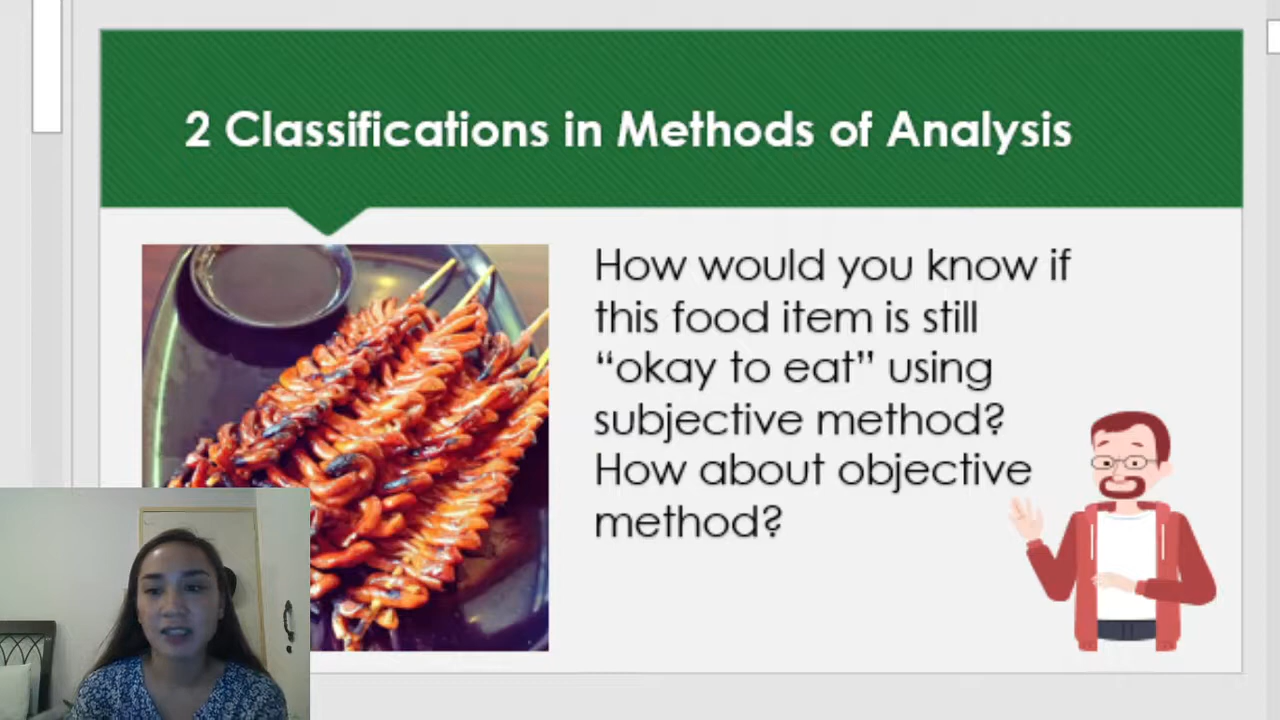 2 Classifications in Methods of Analysis
How would you know if
this food item is still
“okay to eat” using
subjective method?
How about objective
method?